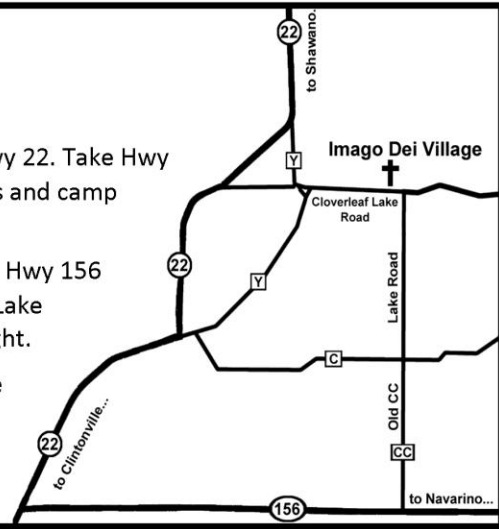 22
to Shawano.
vy 22. Take Hwy
s and camp
Y
Imago Dei Village
Cloverleaf Lake
Road
22
Hwy 156
Lake
ht.
e
Y
Lake Road
C
Old CC
CC
22
to Clintonville...
156
to Navarino...